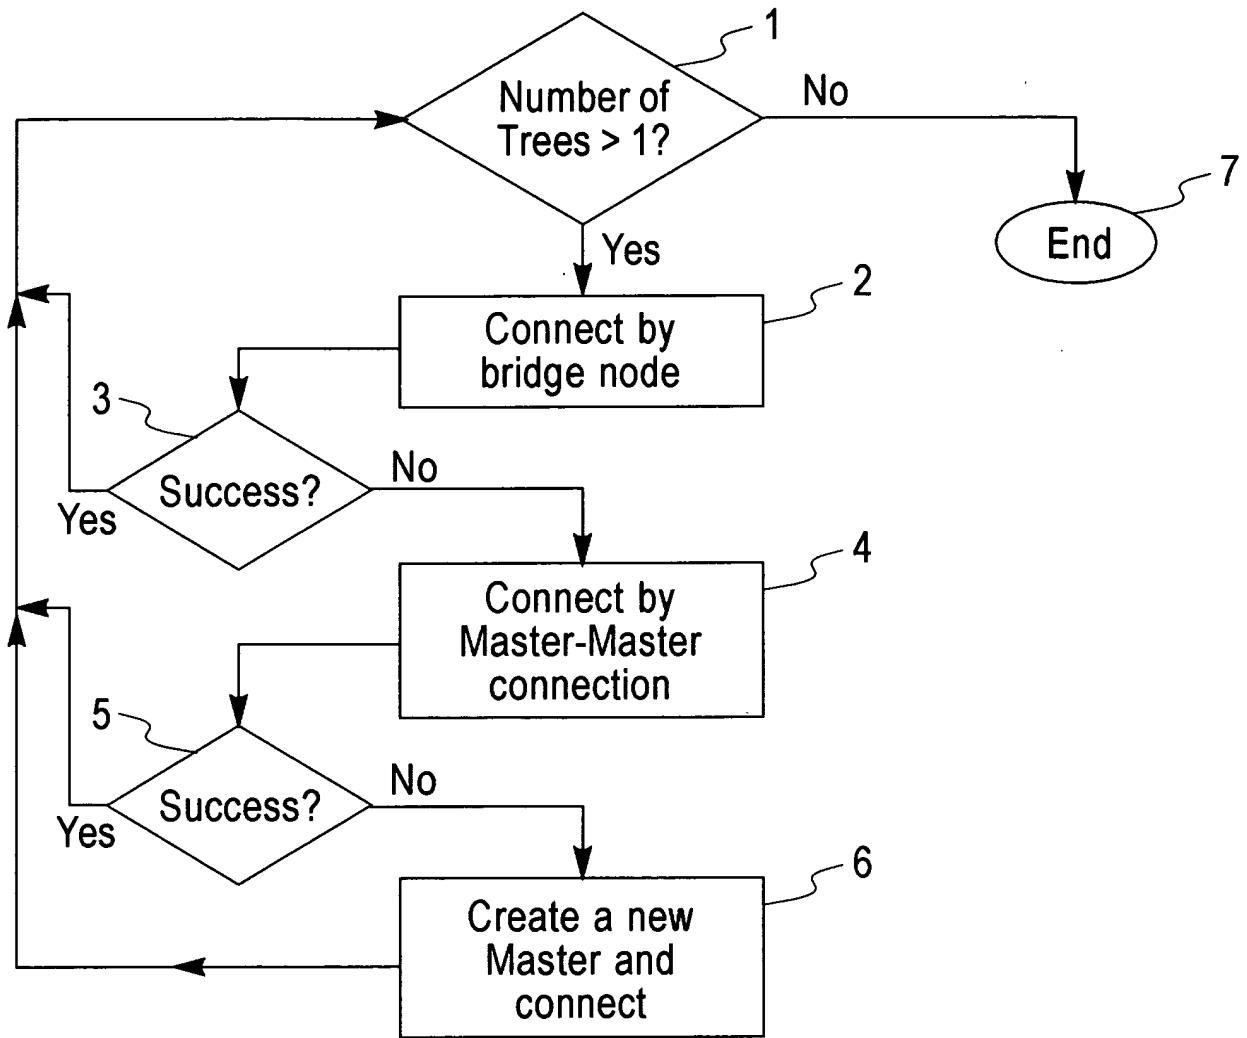 1
Number of
Trees > 1?
No
7
End
Yes
2
Connect by
bridge node
3
Success?
No
Yes
4
Connect by
Master-Master
connection
5
Success?
No
Yes
6
Create a new
Master and
connect